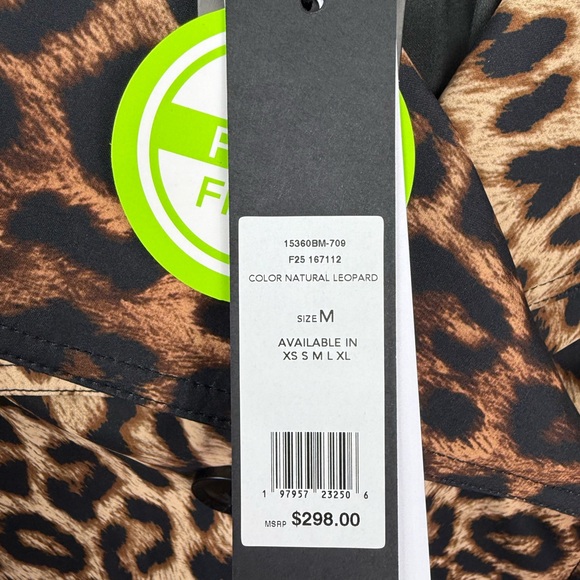 15360BM-709
F25 167112
COLOR NATURAL LEOPARD
SIZE M
AVAILABLE IN
XS S M L XL
1 97957 23250 6
MSRP $298.00